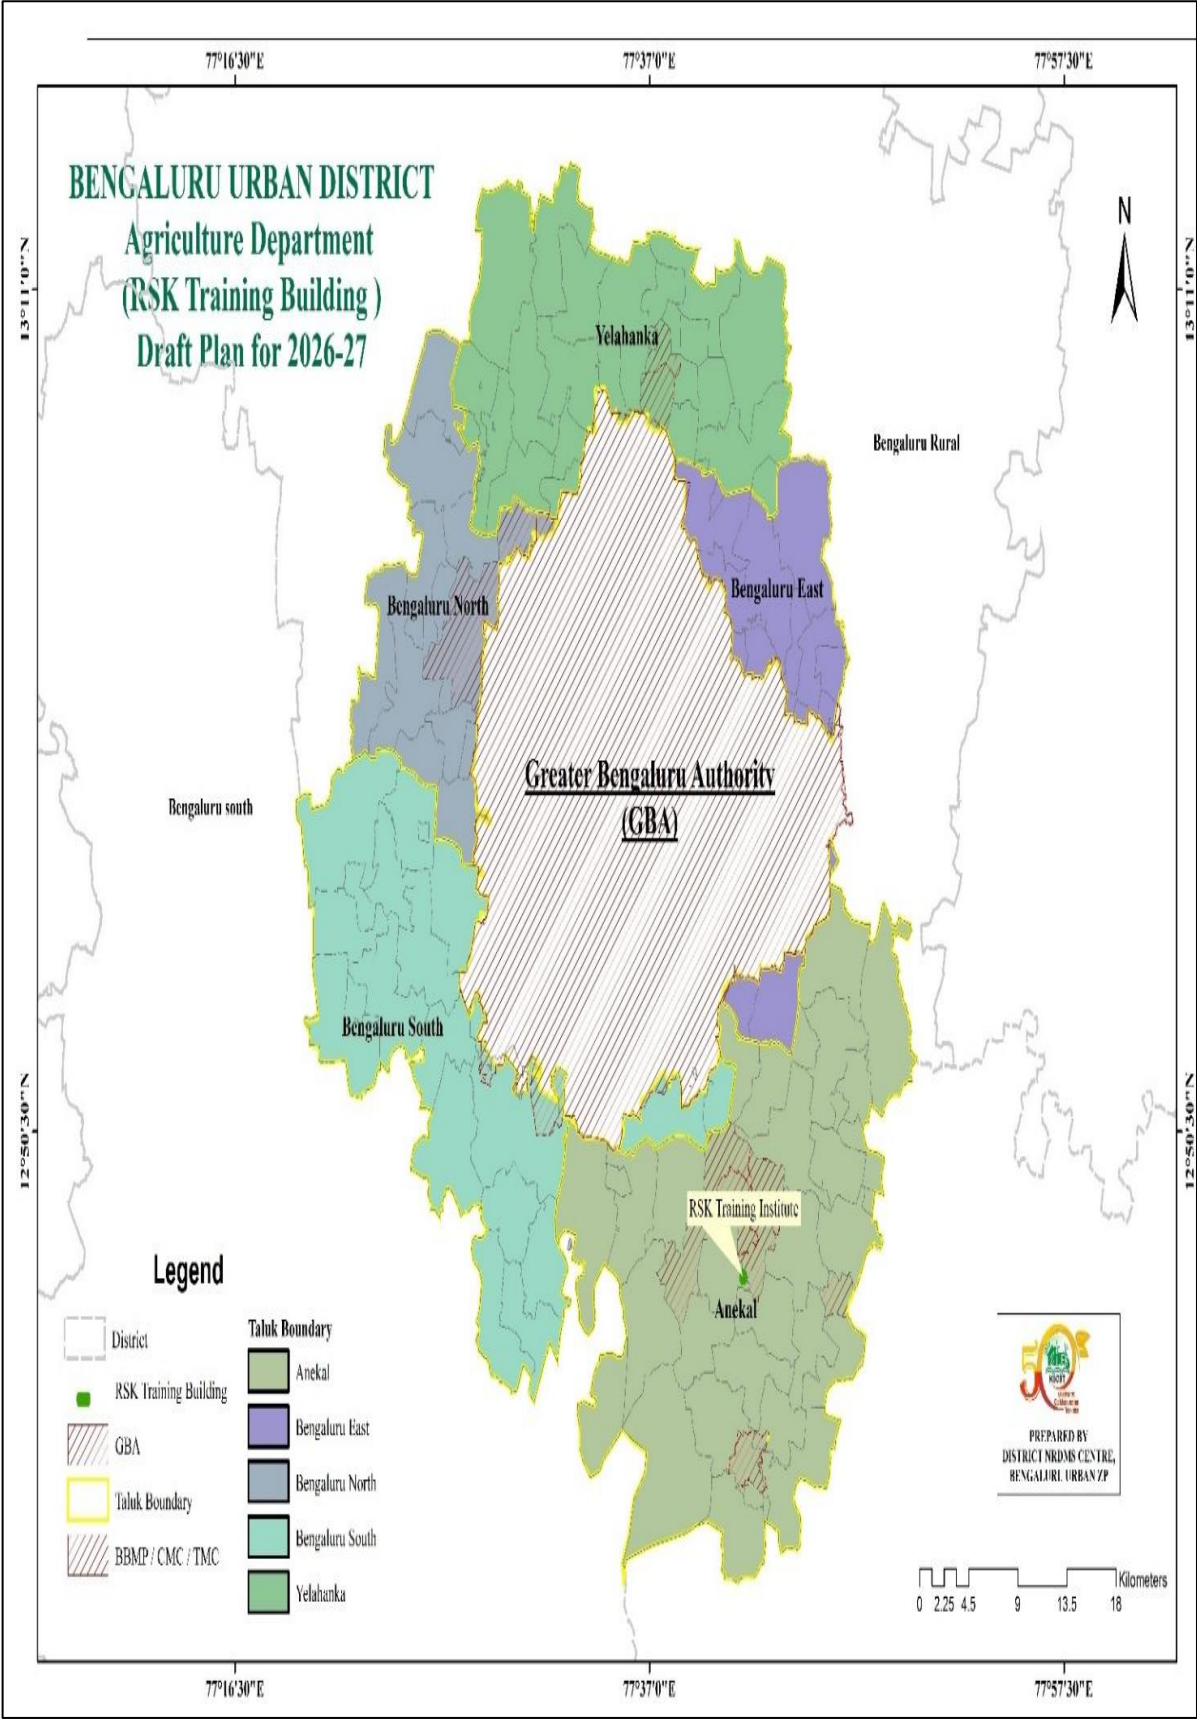 77°16'30"E
77°37'0"E
77°57'30"E
BENGALURU URBAN DISTRICT
Agriculture Department
(RSK Training Building )
Draft Plan for 2026-27
N
13°11'0"N
13°11'0"N
Yelahanka
Bengaluru Rural
Bengaluru East
Bengaluru North
Greater Bengaluru Authority
(GBA)
Bengaluru south
Bengaluru South
12°50'30"N
12°50'30"N
RSK Training Institute
Anekal
Legend
District
RSK Training Building
GBA
Taluk Boundary
BBMP / CMC / TMC
Taluk Boundary
Anekal
Bengaluru East
Bengaluru North
Bengaluru South
Yelahanka
50
PREPARED BY
DISTRICT NRDMS CENTRE,
BENGALURU URBAN ZP
Kilometers
0 2.25 4.5 9 13.5 18
77°16'30"E
77°37'0"E
77°57'30"E